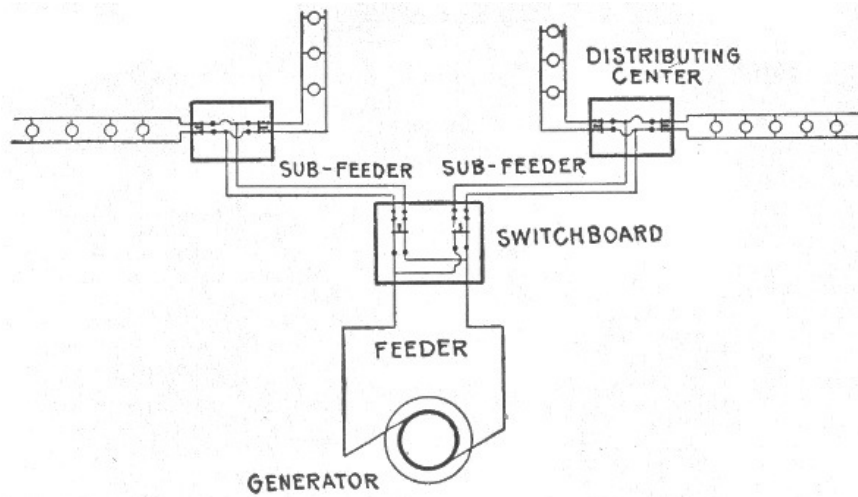 DISTRIBUTING
CENTER
SUB-FEEDER
SUB-FEEDER
SWITCHBOARD
FEEDER
GENERATOR